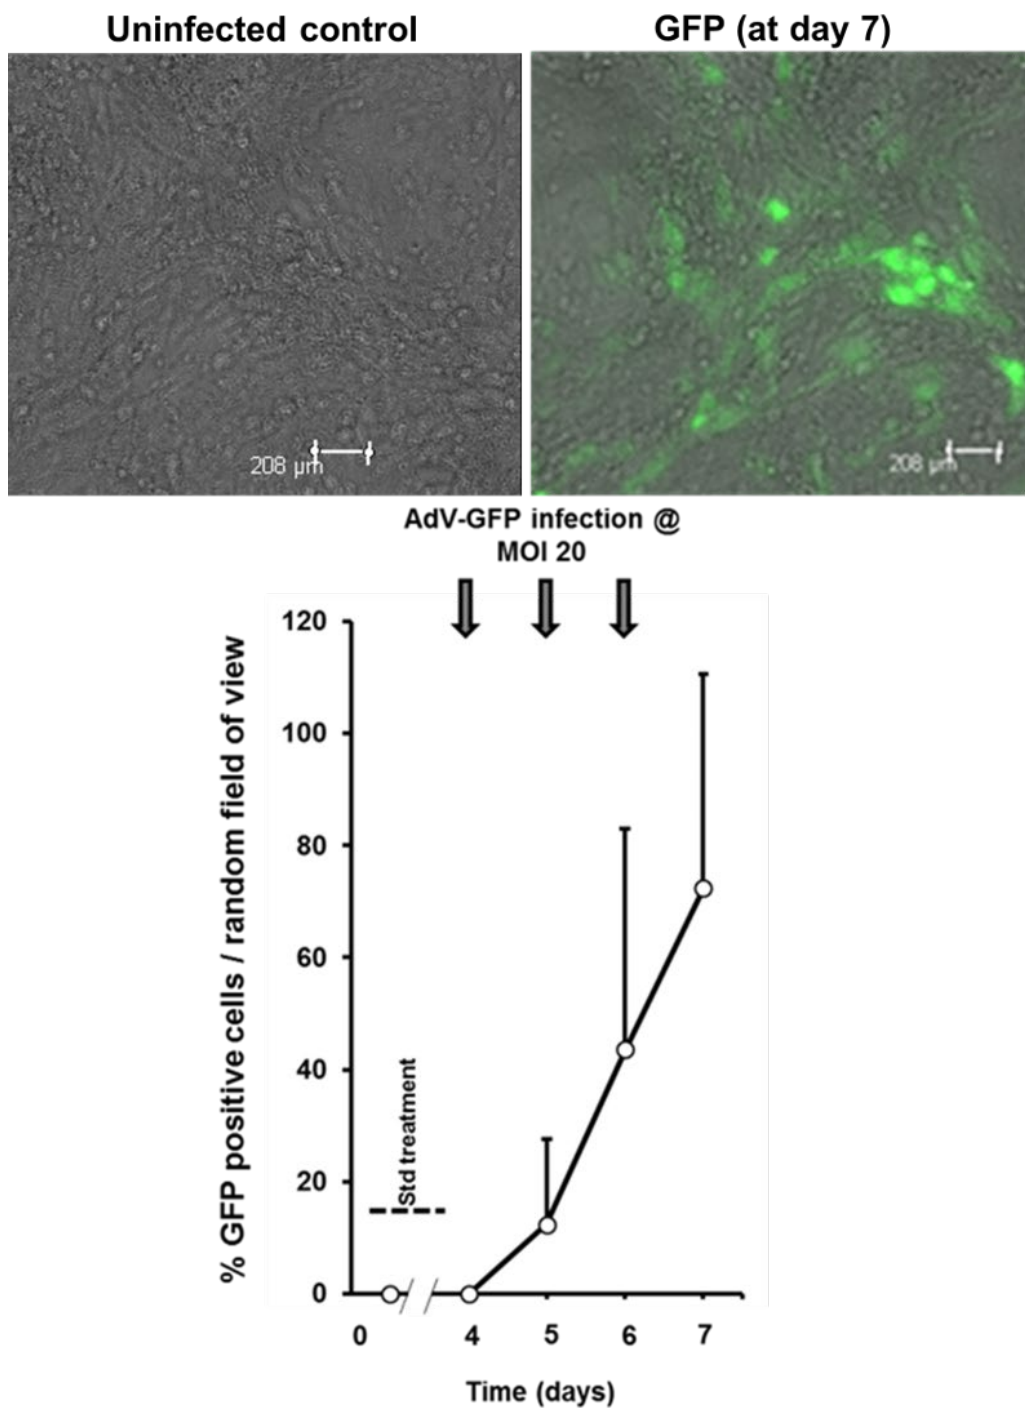 Uninfected control
GFP (at day 7)
208 µm
208 µm
AdV-GFP infection @
MOI 20
% GFP positive cells / random field of view
120
100
80
60
40
20
0
Std treatment
0 4 5 6 7
Time (days)